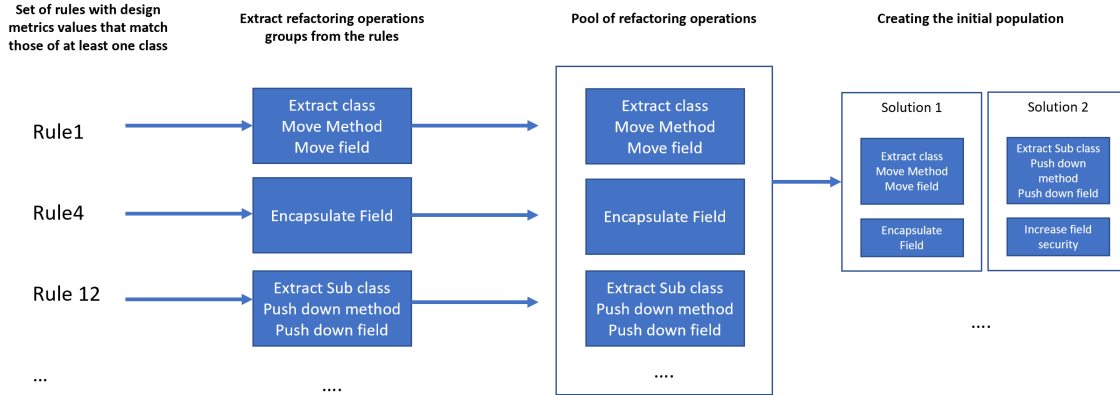 Set of rules with design
metrics values that match
those of at least one class
Extract refactoring operations
groups from the rules
Pool of refactoring operations
Creating the initial population
Rule1
Extract class
Move Method
Move field
Extract class
Move Method
Move field
Rule4
Encapsulate Field
Encapsulate Field
Rule 12
Extract Sub class
Push down method
Push down field
Extract Sub class
Push down method
Push down field
...
....
....
Solution 1
Extract class
Move Method
Move field
Encapsulate
Field
Solution 2
Extract Sub class
Push down
method
Push down field
Increase field
security
....